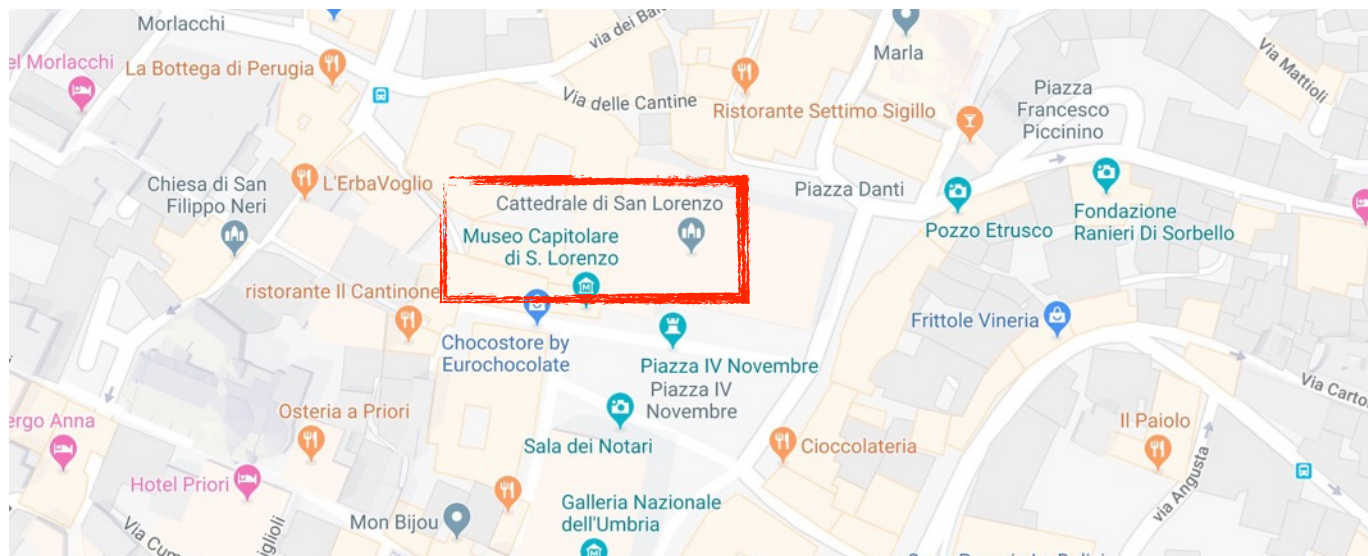 Morlacchi
via dei Ba
Marla
Via Mattioli
el Morlacchi
La Bottega di Perugia
Via delle Cantine
Ristorante Settimo Sigillo
Piazza
Francesco
Piccinino
Chiesa di San
Filippo Neri
L'ErbaVoglio
Cattedrale di San Lorenzo
Piazza Danti
Museo Capitolare
di S. Lorenzo
Pozzo Etrusco
Fondazione
Ranieri Di Sorbello
ristorante Il Cantinone
Chocostore by
Eurochocolate
Frittole Vineria
Piazza IV Novembre
Piazza IV
Novembre
Via Carto
ergo Anna
Osteria a Priori
Sala dei Notari
Cioccolateria
Il Paiolo
Hotel Priori
Galleria Nazionale
dell'Umbria
via Angusta
Mon Bijou
Via Cum
iglioli